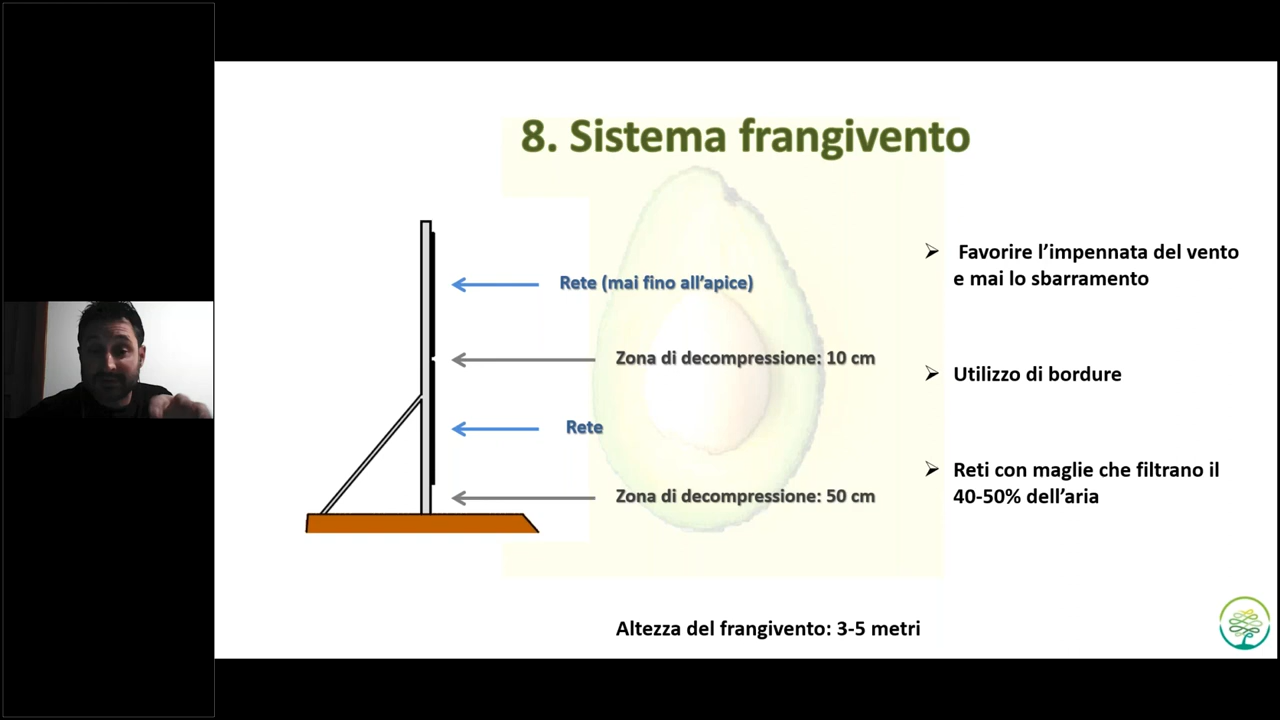 8. Sistema frangivento
Rete (mai fino all’apice)
Zona di decompressione: 10 cm
Rete
Zona di decompressione: 50 cm
Favorire l’impennata del vento
e mai lo sbarramento
Utilizzo di bordure
Reti con maglie che filtrano il
40-50% dell’aria
Altezza del frangivento: 3-5 metri